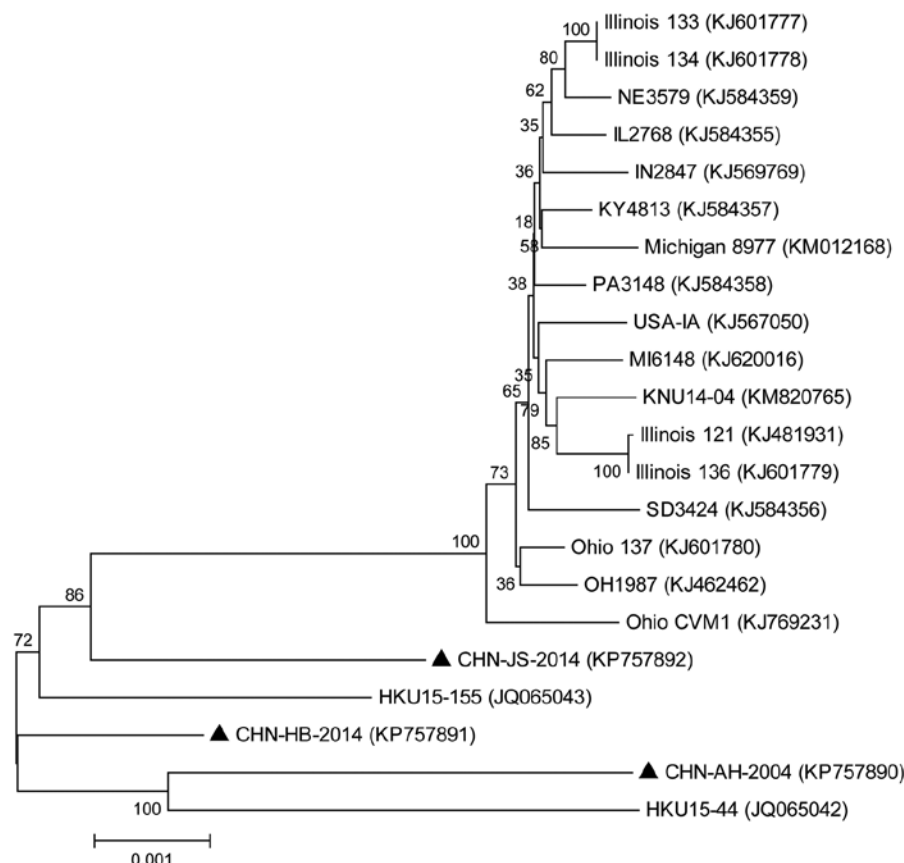 Illinois 133 (KJ601777)
100
Illinois 134 (KJ601778)
80
NE3579 (KJ584359)
62
IL2768 (KJ584355)
35
IN2847 (KJ569769)
36
KY4813 (KJ584357)
18
58
Michigan 8977 (KM012168)
38
PA3148 (KJ584358)
USA-IA (KJ567050)
MI6148 (KJ620016)
35
65
KNU14-04 (KM820765)
79
Illinois 121 (KJ481931)
85
100
Illinois 136 (KJ601779)
73
SD3424 (KJ584356)
100
Ohio 137 (KJ601780)
36
OH1987 (KJ462462)
86
Ohio CVM1 (KJ769231)
72
CHN-JS-2014 (KP757892)
HKU15-155 (JQ065043)
CHN-HB-2014 (KP757891)
CHN-AH-2004 (KP757890)
100
HKU15-44 (JQ065042)
0.001